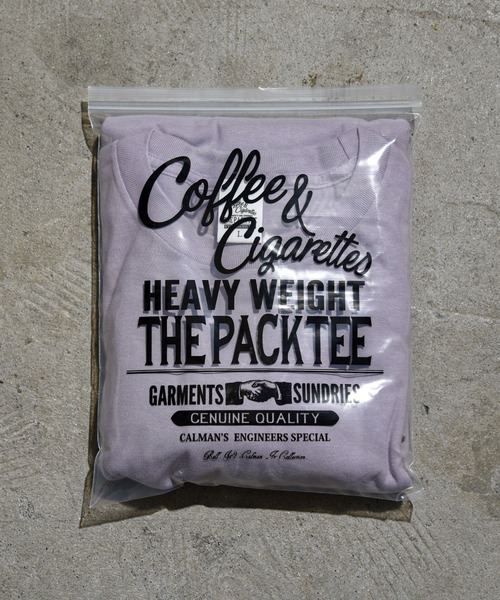 Coffee &
Cigarettes
HEAVY WEIGHT
THE PACK TEE
GARMENTS SUNDRIES
GENUINE QUALITY
CALMAN'S ENGINEERS SPECIAL
L